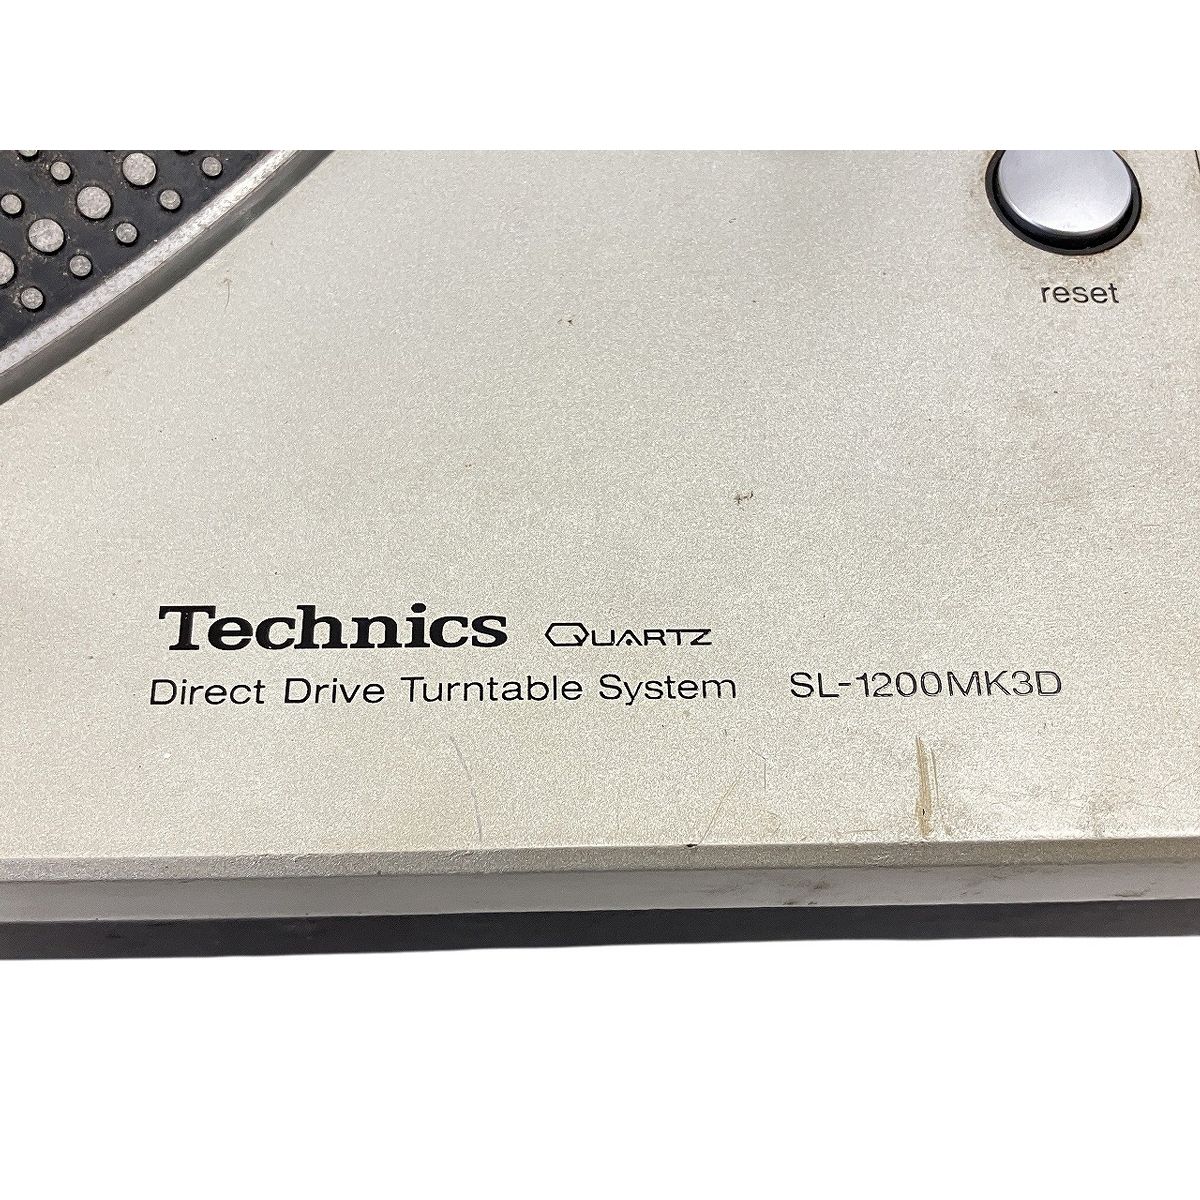 reset
Technics QUARTZ
Direct Drive Turntable System SL-1200MK3D